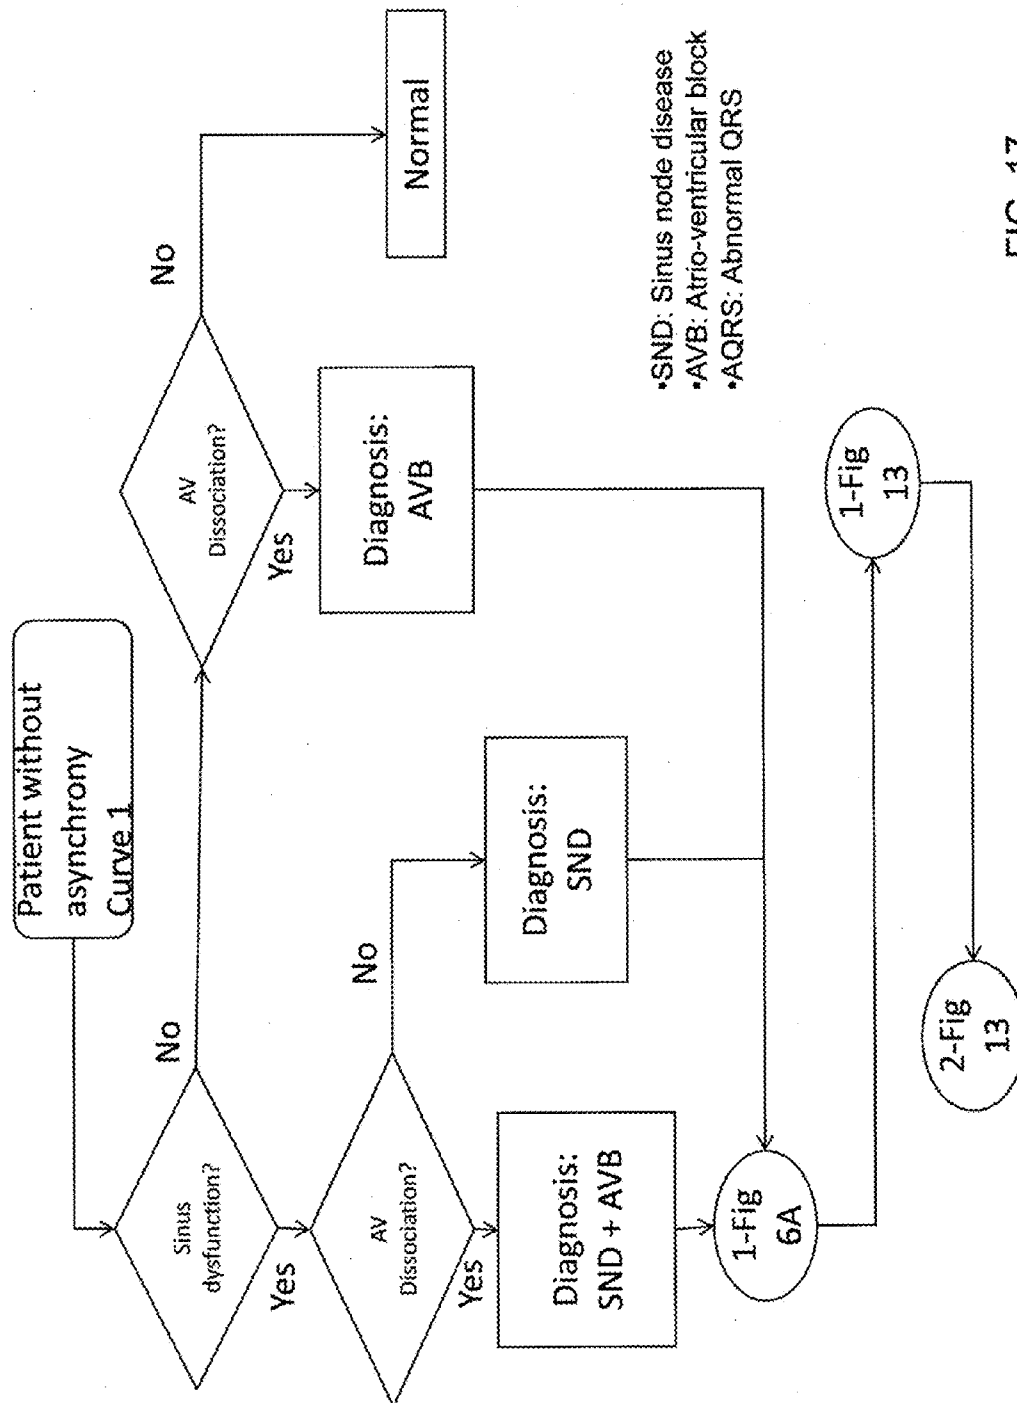 Patient without
asynchrony
Curve 1
Sinus
dysfunction?
No
Yes
AV
Dissociation?
No
Yes
AV
Dissociation?
No
Yes
Normal
Diagnosis:
AVB
Diagnosis:
SND
Diagnosis:
SND + AVB
1-Fig
6A
1-Fig
13
2-Fig
13
•SND: Sinus node disease
•AVB: Atrio-ventricular block
•AQRS: Abnormal QRS
FIG. 17